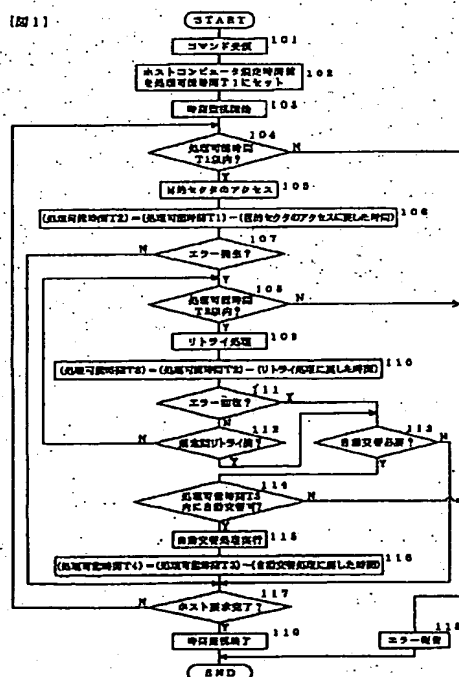 [図1]
START
コマンド受領 101
ホストコンピュータ設定時間値
を処理可能時間T1にセット 102
時間監視開始 103
104
処理可能時間
T1以内?
N
Y
目的セクタのアクセス 105
(処理可能時間T2)=(処理可能時間T1)-(目的セクタのアクセスに要した時間) 106
107
N
エラー発生?
Y
108
処理可能時間
T2以内?
N
Y
リトライ処理 109
(処理可能時間T3)=(処理可能時間T2)-(リトライ処理に要した時間) 110
111
エラー回復?
Y
N
112
N
規定回リトライ済?
Y
113
自動交替必要?
N
Y
114
処理可能時間T3
内に自動交替可?
N
Y
自動交替処理実行 115
(処理可能時間T4)=(処理可能時間T3)-(自動交替処理に要した時間) 116
117
N
ホスト要求完了?
Y
時間監視終了 110
エラー報告 118
END